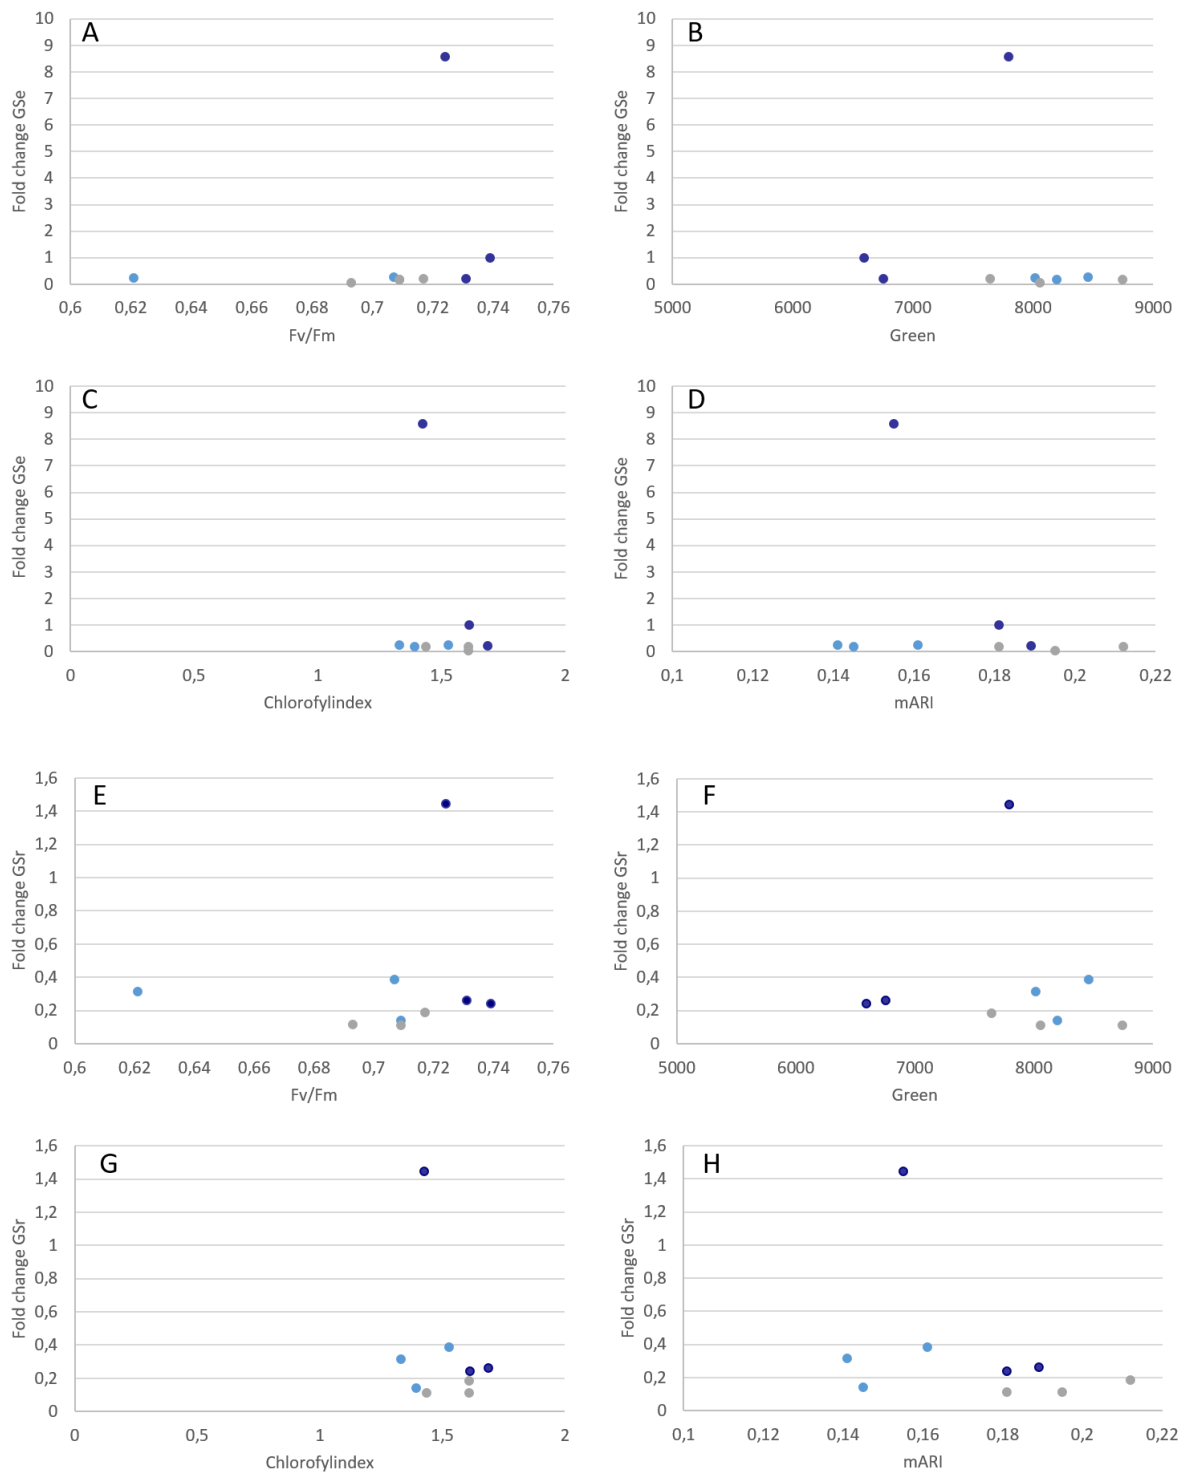 A
10
9
8
7
6
5
4
3
2
1
0
Fold change GSe
0,6 0,62 0,64 0,66 0,68 0,7 0,72 0,74 0,76
Fv/Fm
B
10
9
8
7
6
5
4
3
2
1
0
Fold change GSe
5000 6000 7000 8000 9000
Green
C
10
9
8
7
6
5
4
3
2
1
0
Fold change GSe
0 0,5 1 1,5 2
Chlorofylindex
D
10
9
8
7
6
5
4
3
2
1
0
Fold change GSe
0,1 0,12 0,14 0,16 0,18 0,2 0,22
mARI
E
1,6
1,4
1,2
1
0,8
0,6
0,4
0,2
0
Fold change GSr
0,6 0,62 0,64 0,66 0,68 0,7 0,72 0,74 0,76
Fv/Fm
F
1,6
1,4
1,2
1
0,8
0,6
0,4
0,2
0
Fold change GSr
5000 6000 7000 8000 9000
Green
G
1,6
1,4
1,2
1
0,8
0,6
0,4
0,2
0
Fold change GSr
0 0,5 1 1,5 2
Chlorofylindex
H
1,6
1,4
1,2
1
0,8
0,6
0,4
0,2
0
Fold change GSr
0,1 0,12 0,14 0,16 0,18 0,2 0,22
mARI